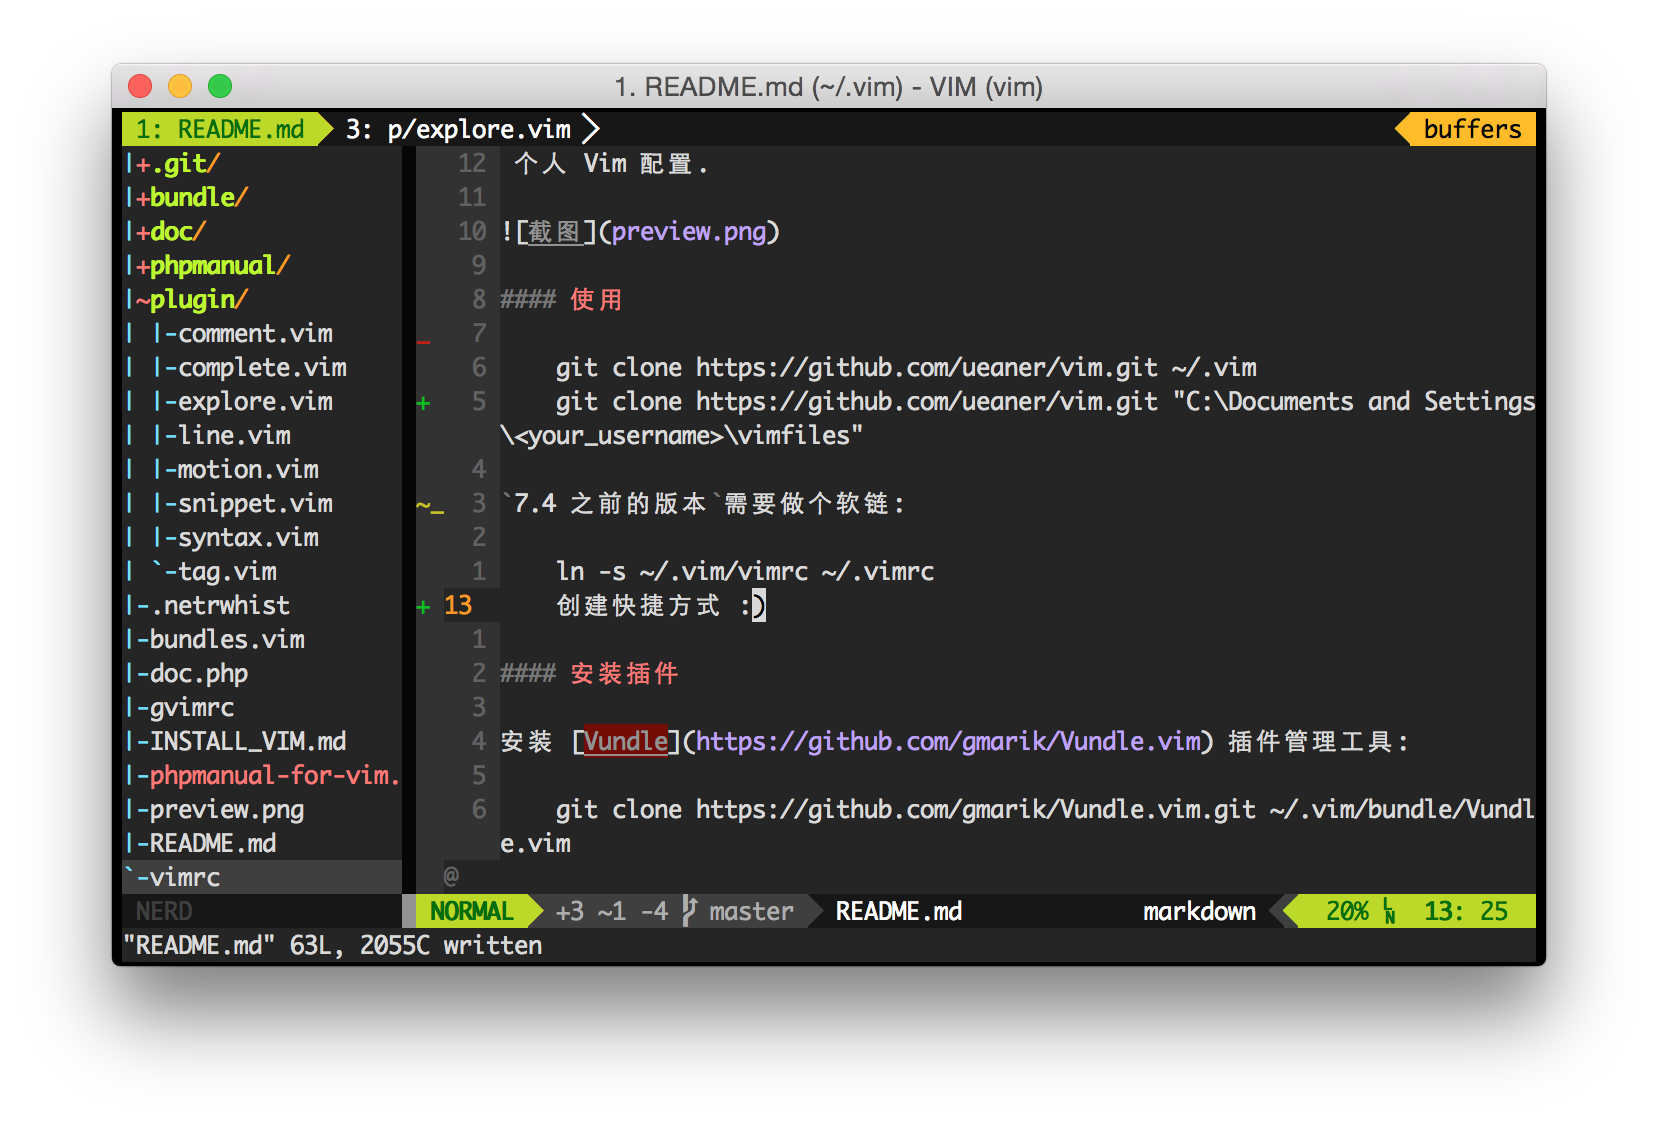 1. README.md (~/.vim) - VIM (vim)
1: README.md 3: p/explore.vim buffers
|+.git/
|+bundle/
|+doc/
|+phpmanual/
|~plugin/
| |-comment.vim
| |-complete.vim
| |-explore.vim
| |-line.vim
| |-motion.vim
| |-snippet.vim
| |-syntax.vim
| `-tag.vim
|-.netrwhist
|-bundles.vim
|-doc.php
|-gvimrc
|-INSTALL_VIM.md
|-phpmanual-for-vim.
|-preview.png
|-README.md
`-vimrc
NERD
12 个人 Vim 配置.
11
10 ![截图](preview.png)
9
8 #### 使用
_ 7
6     git clone https://github.com/ueaner/vim.git ~/.vim
+ 5     git clone https://github.com/ueaner/vim.git "C:\Documents and Settings
\<your_username>\vimfiles"
4
~_ 3 `7.4 之前的版本`需要做个软链:
2
1     ln -s ~/.vim/vimrc ~/.vimrc
+ 13     创建快捷方式 :)
1
2 #### 安装插件
3
4 安装 [Vundle](https://github.com/gmarik/Vundle.vim) 插件管理工具:
5
6     git clone https://github.com/gmarik/Vundle.vim.git ~/.vim/bundle/Vundl
e.vim
@
NORMAL +3 ~1 -4 master README.md markdown 20% LN 13: 25
"README.md" 63L, 2055C written